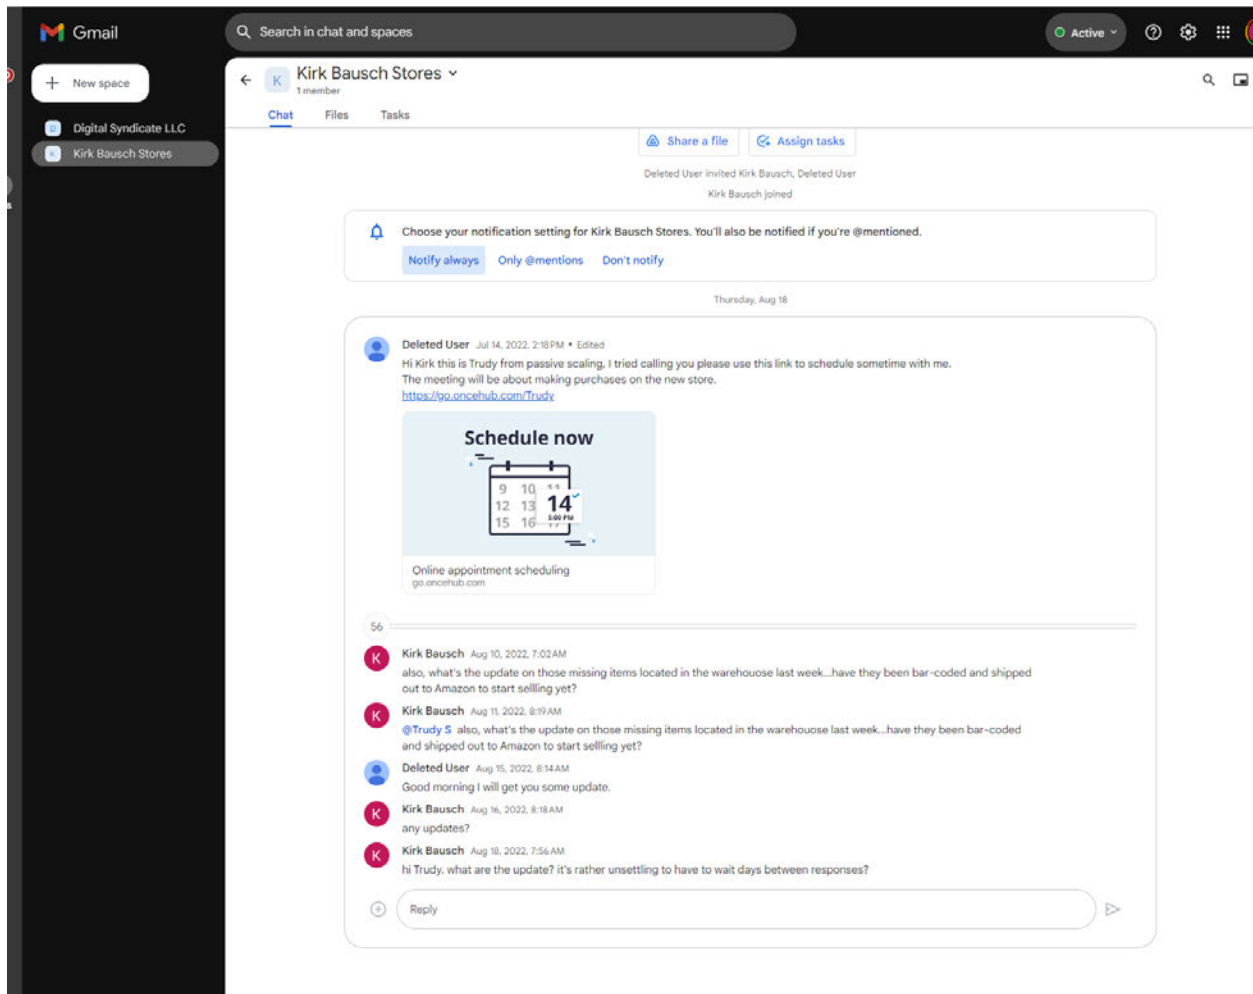 Gmail
Search in chat and spaces
Active
New space
Digital Syndicate LLC
Kirk Bausch Stores
K
Kirk Bausch Stores
1 member
Chat
Files
Tasks
Share a file
Assign tasks
Deleted User invited Kirk Bausch, Deleted User
Kirk Bausch joined
Choose your notification setting for Kirk Bausch Stores. You'll also be notified if you're @mentioned.
Notify always
Only @mentions
Don't notify
Thursday, Aug 18
Deleted User Jul 14, 2022, 2:18 PM • Edited
Hi Kirk this is Trudy from passive scaling, I tried calling you please use this link to schedule sometime with me.
The meeting will be about making purchases on the new store.
https://go.oncehub.com/Trudy
Schedule now
9 10 11
12 13 14
5:00 PM
15 16 17
Online appointment scheduling
go.oncehub.com
56
K
Kirk Bausch Aug 10, 2022, 7:02 AM
also, what's the update on those missing items located in the warehouose last week...have they been bar-coded and shipped
out to Amazon to start sellling yet?
K
Kirk Bausch Aug 11, 2022, 8:19 AM
@Trudy S also, what's the update on those missing items located in the warehouose last week...have they been bar-coded
and shipped out to Amazon to start sellling yet?
Deleted User Aug 15, 2022, 8:14 AM
Good morning I will get you some update.
K
Kirk Bausch Aug 16, 2022, 8:18 AM
any updates?
K
Kirk Bausch Aug 18, 2022, 7:56 AM
hi Trudy. what are the update? it's rather unsettling to have to wait days between responses?
Reply